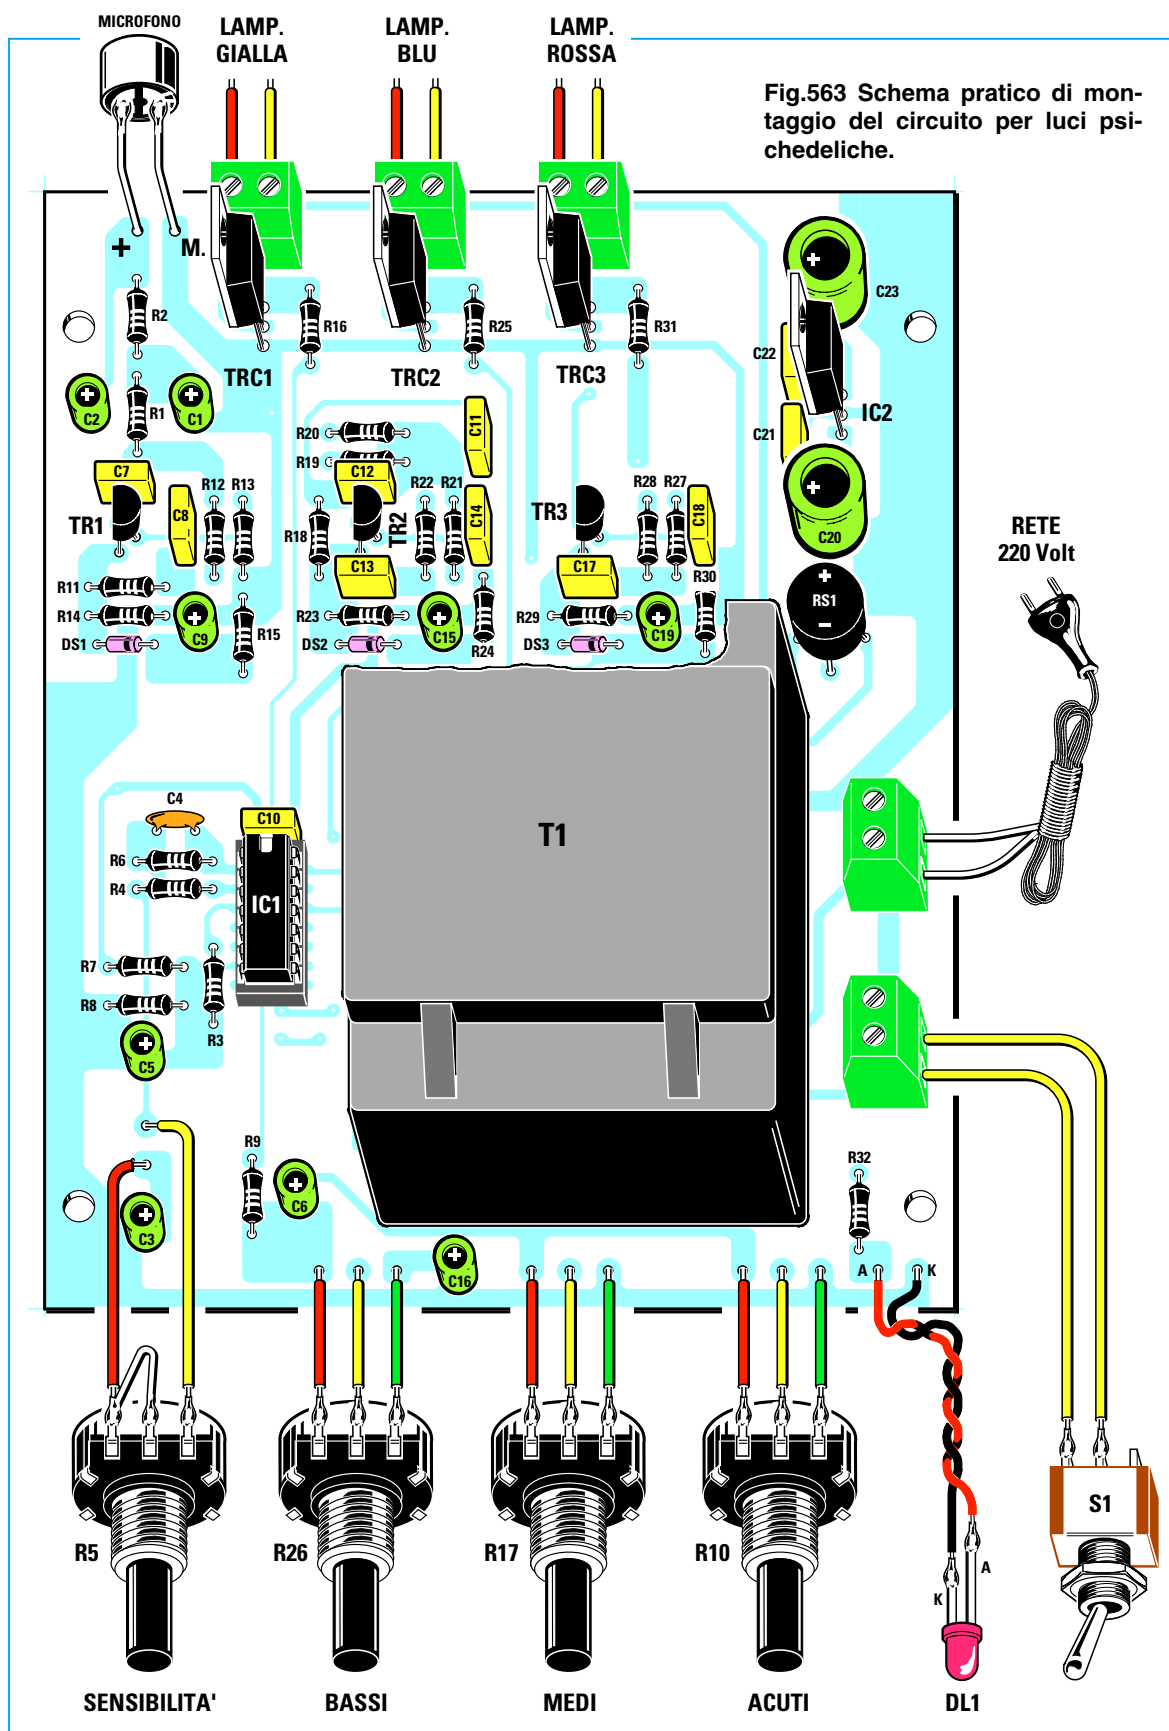 MICROFONO
LAMP.
GIALLA
LAMP.
BLU
LAMP.
ROSSA
Fig.563 Schema pratico di mon-
taggio del circuito per luci psi-
chedeliche.
+
M.
R2
R16
R25
R31
C23
TRC1
TRC2
TRC3
C22
C2
R1
C1
IC2
C21
R20
R19
C11
C7
C12
R12
R13
R22
R21
R28
R27
TR1
C8
R18
TR2
C14
TR3
C18
C20
RETE
220 Volt
R11
C13
C17
R30
RS1
R14
C9
R15
R23
C15
R24
R29
C19
DS1
DS2
DS3
C4
C10
T1
R6
R4
IC1
R7
R8
R3
C5
R9
C6
R32
C3
C16
A
K
R5
R26
R17
R10
S1
K
A
SENSIBILITA'
BASSI
MEDI
ACUTI
DL1